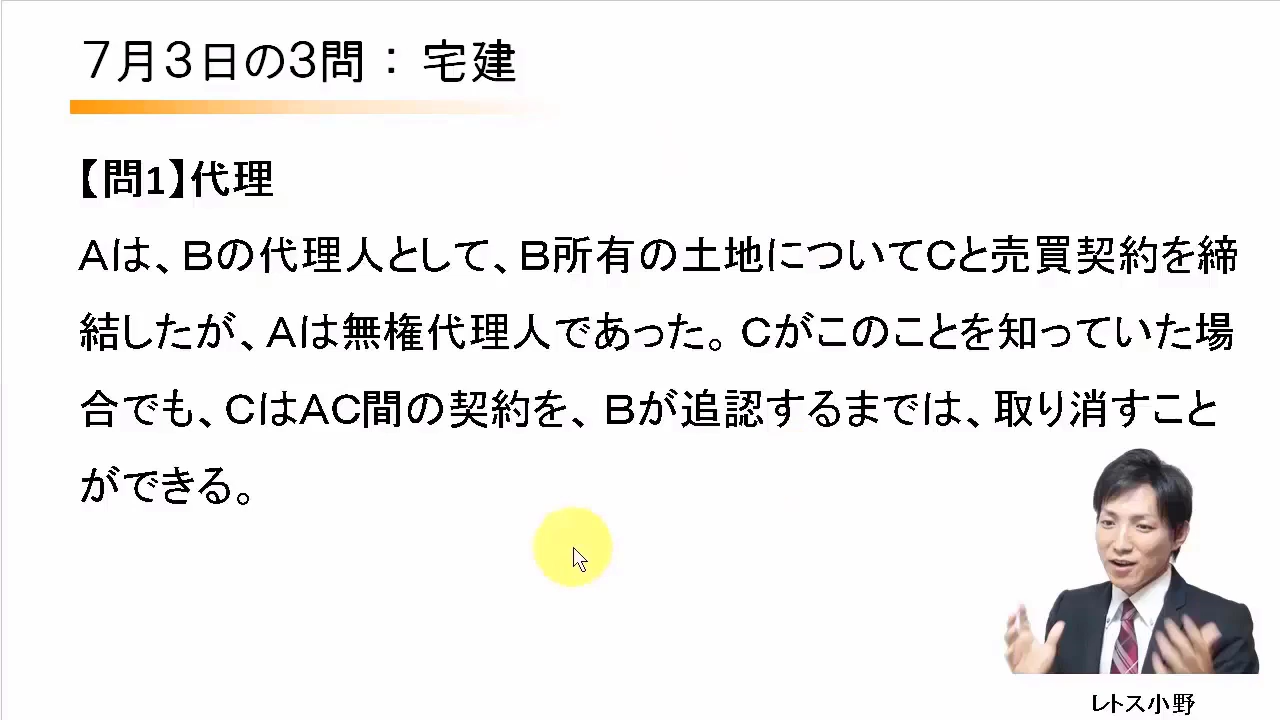 ７月３日の３問：宅建
【問1】代理
Ａは、Ｂの代理人として、Ｂ所有の土地についてＣと売買契約を締
結したが、Ａは無権代理人であった。Ｃがこのことを知っていた場
合でも、ＣはAC間の契約を、Ｂが追認するまでは、取り消すこと
ができる。
レトス小野